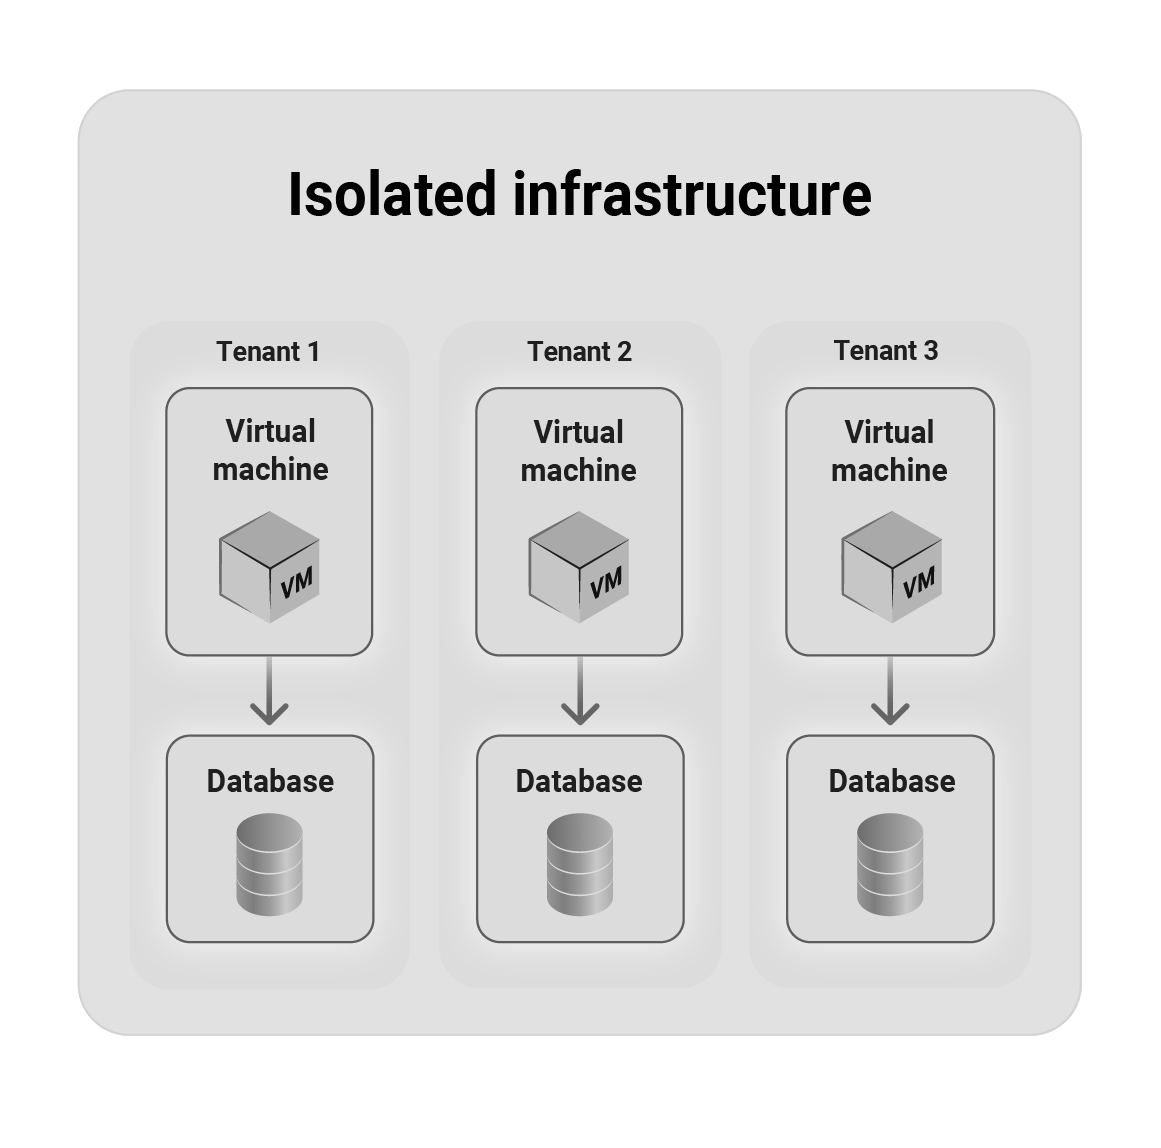 Isolated infrastructure
Tenant 1
Virtual
machine
VM
Database
Tenant 2
Virtual
machine
VM
Database
Tenant 3
Virtual
machine
VM
Database